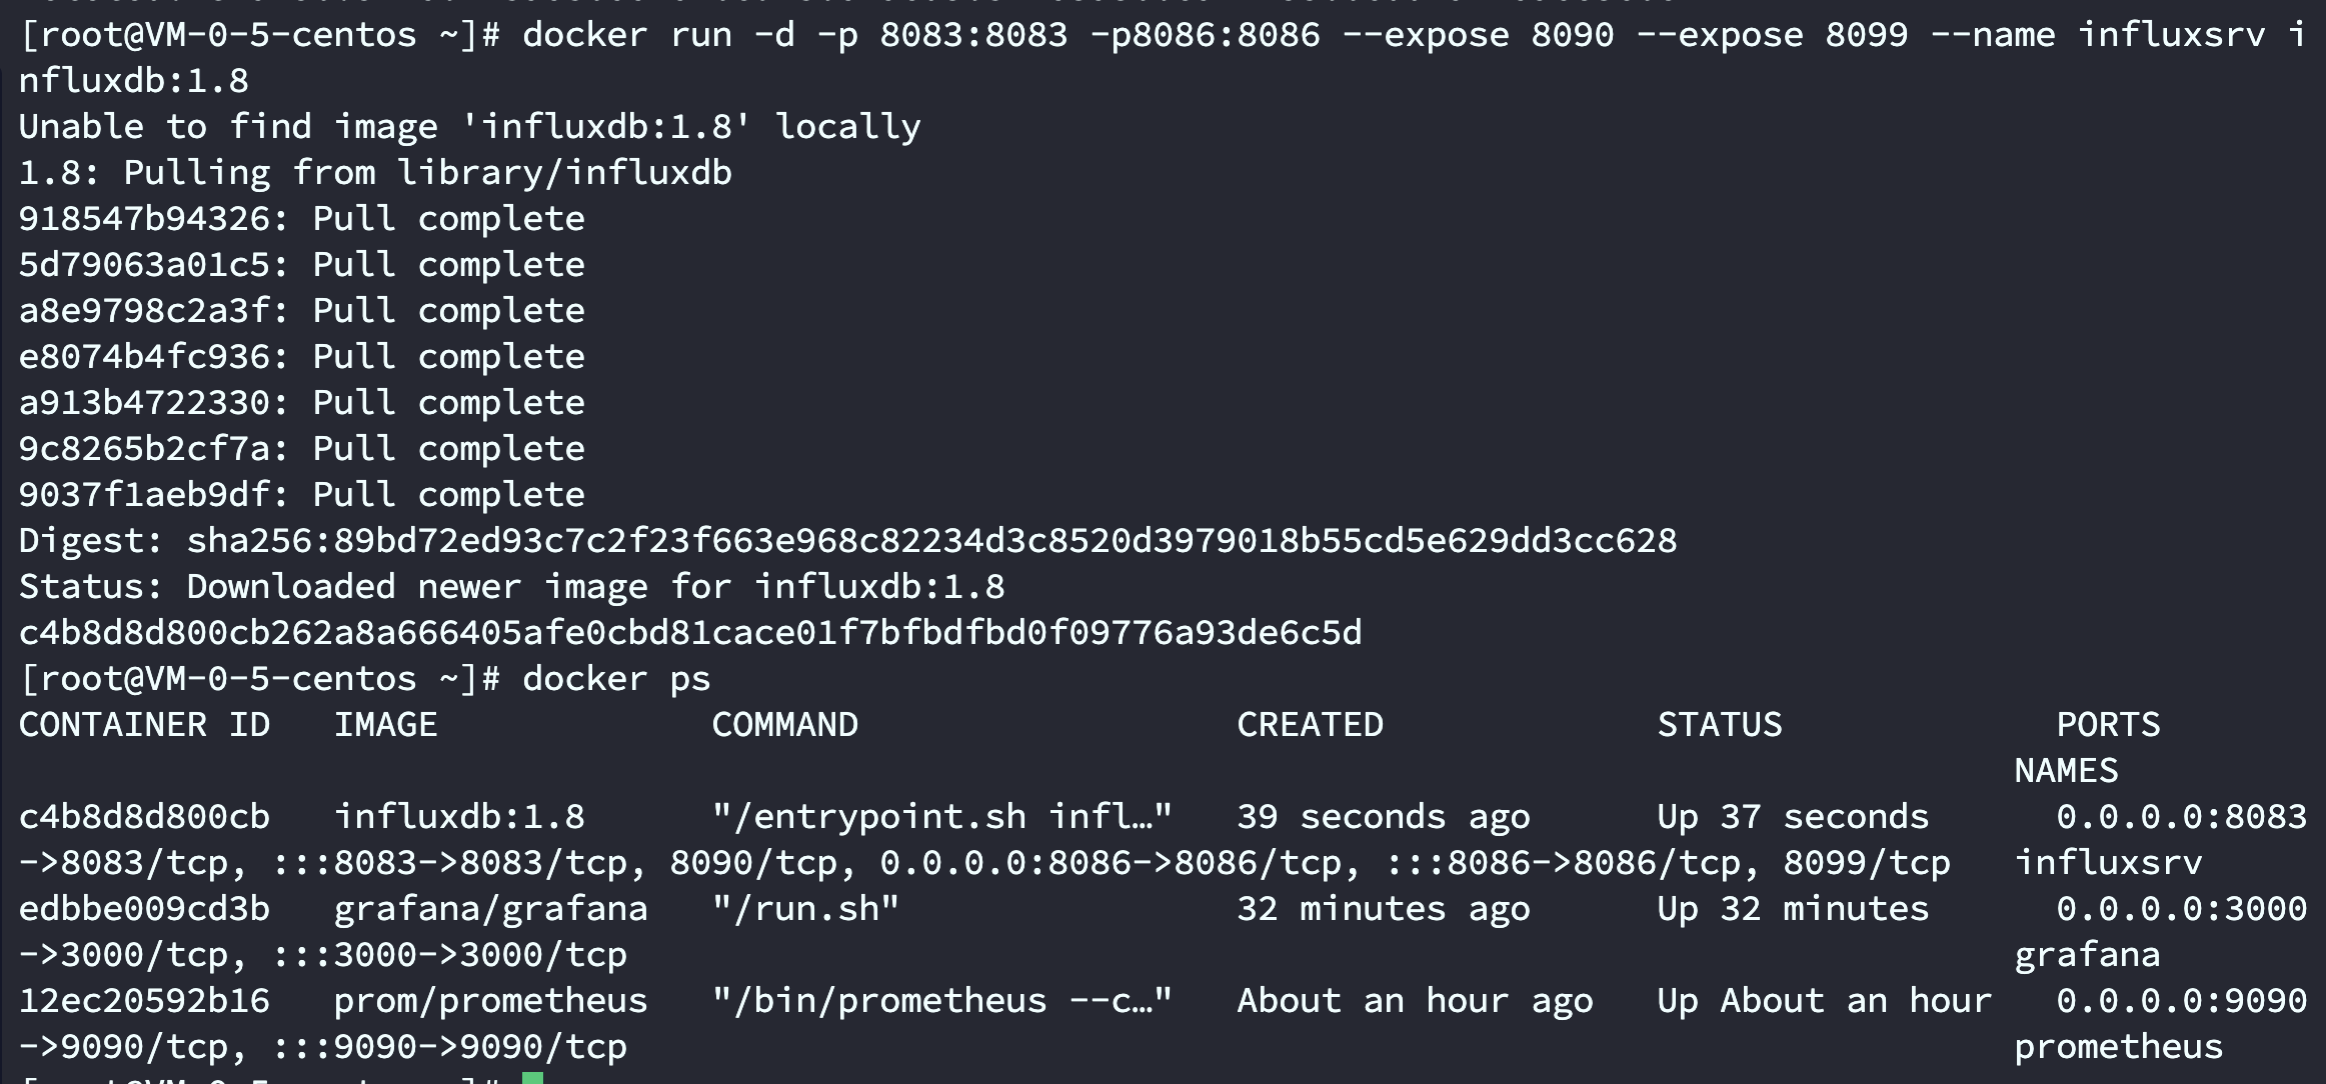 [root@VM-0-5-centos ~]# docker run -d -p 8083:8083 -p8086:8086 --expose 8090 --expose 8099 --name influxsrv i
nfluxdb:1.8
Unable to find image 'influxdb:1.8' locally
1.8: Pulling from library/influxdb
918547b94326: Pull complete
5d79063a01c5: Pull complete
a8e9798c2a3f: Pull complete
e8074b4fc936: Pull complete
a913b4722330: Pull complete
9c8265b2cf7a: Pull complete
9037f1aeb9df: Pull complete
Digest: sha256:89bd72ed93c7c2f23f663e968c82234d3c8520d3979018b55cd5e629dd3cc628
Status: Downloaded newer image for influxdb:1.8
c4b8d8d800cb262a8a666405afe0cbd81cace01f7bfbdfbd0f09776a93de6c5d
[root@VM-0-5-centos ~]# docker ps
CONTAINER ID   IMAGE             COMMAND                  CREATED             STATUS             PORTS
NAMES
c4b8d8d800cb   influxdb:1.8      "/entrypoint.sh infl…"   39 seconds ago      Up 37 seconds      0.0.0.0:8083
->8083/tcp, :::8083->8083/tcp, 8090/tcp, 0.0.0.0:8086->8086/tcp, :::8086->8086/tcp, 8099/tcp   influxsrv
edbbe009cd3b   grafana/grafana   "/run.sh"                32 minutes ago      Up 32 minutes      0.0.0.0:3000
->3000/tcp, :::3000->3000/tcp   grafana
12ec20592b16   prom/prometheus   "/bin/prometheus --c…"   About an hour ago   Up About an hour   0.0.0.0:9090
->9090/tcp, :::9090->9090/tcp   prometheus